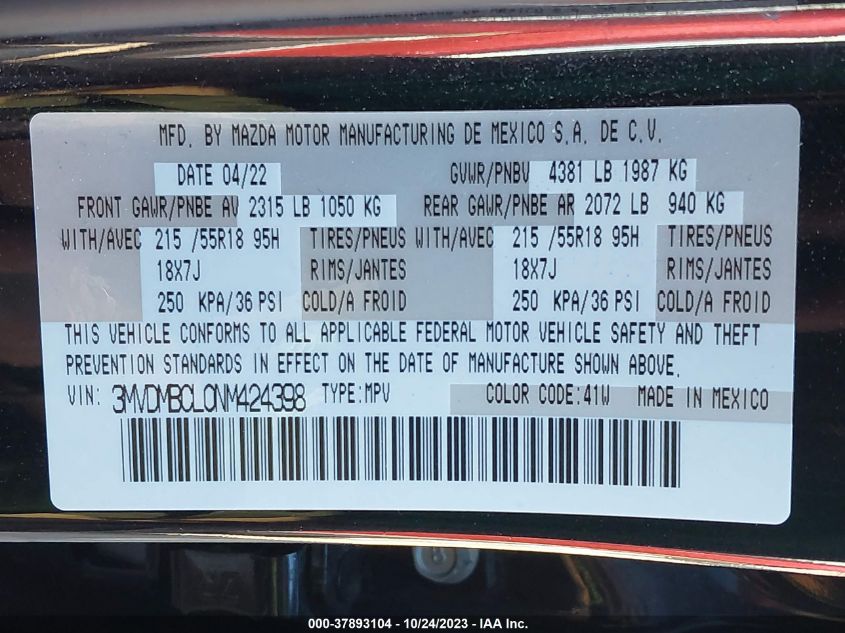 MFD. BY MAZDA MOTOR MANUFACTURING DE MEXICO S.A. DE C.V.
DATE 04/22 GVWR/PNBV 4381 LB 1987 KG
FRONT GAWR/PNBE AV 2315 LB 1050 KG REAR GAWR/PNBE AR 2072 LB 940 KG
WITH/AVEC 215 /55R18 95H TIRES/PNEUS WITH/AVEC 215 /55R18 95H TIRES/PNEUS
18X7J RIMS/JANTES 18X7J RIMS/JANTES
250 KPA/36 PSI COLD/A FROID 250 KPA/36 PSI COLD/A FROID
THIS VEHICLE CONFORMS TO ALL APPLICABLE FEDERAL MOTOR VEHICLE SAFETY AND THEFT
PREVENTION STANDARDS IN EFFECT ON THE DATE OF MANUFACTURE SHOWN ABOVE.
VIN: 3MVDMBCL0NM424398 TYPE:MPV COLOR CODE:41W MADE IN MEXICO
000-37893104 - 10/24/2023 - IAA Inc.